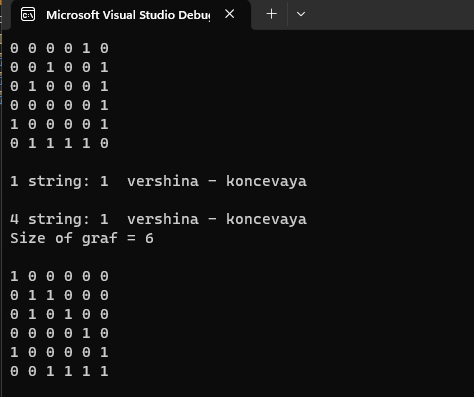 Microsoft Visual Studio Debu
0 0 0 0 1 0
0 0 1 0 0 1
0 1 0 0 0 1
0 0 0 0 0 1
1 0 0 0 0 1
0 1 1 1 1 0
1 string: 1  vershina - koncevaya
4 string: 1  vershina - koncevaya
Size of graf = 6
1 0 0 0 0 0
0 1 1 0 0 0
0 1 0 1 0 0
0 0 0 0 1 0
1 0 0 0 0 1
0 0 1 1 1 1